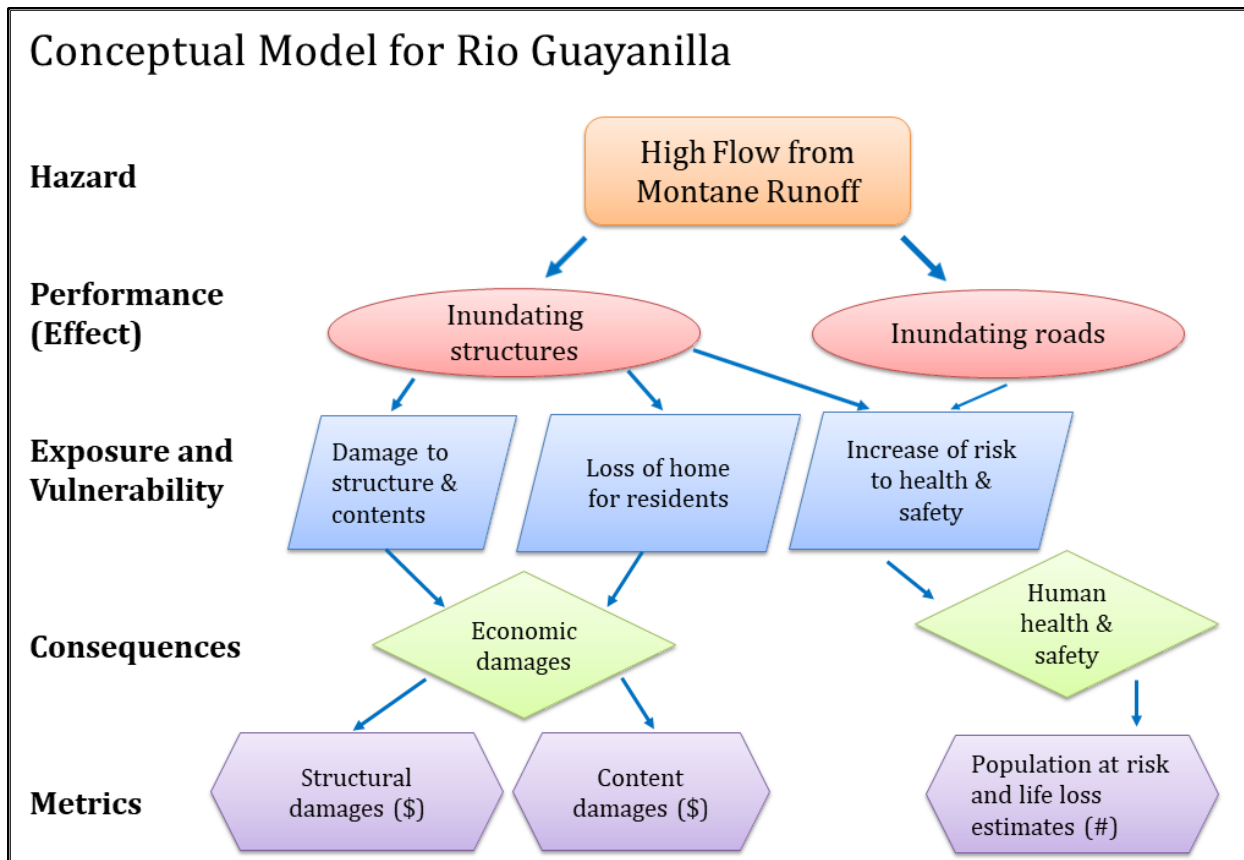 Conceptual Model for Rio Guayanilla
Hazard
High Flow from
Montane Runoff
Performance
(Effect)
Inundating
structures
Inundating roads
Exposure and
Vulnerability
Damage to
structure &
contents
Loss of home
for residents
Increase of risk
to health &
safety
Consequences
Economic
damages
Human
health &
safety
Metrics
Structural
damages ($)
Content
damages ($)
Population at risk
and life loss
estimates (#)